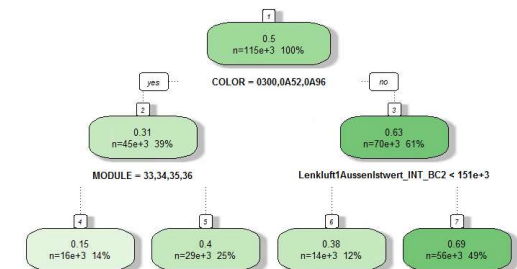 1
0.5
n=115e+3 100%
yes COLOR = 0300,0A52,0A96 no
2 3
0.31 0.63
n=45e+3 39% n=70e+3 61%
MODULE = 33,34,35,36 Lenkluft1AussenIstwert_INT_BC2 < 151e+3
4 5 6 7
0.15 0.4 0.38 0.69
n=16e+3 14% n=29e+3 25% n=14e+3 12% n=56e+3 49%